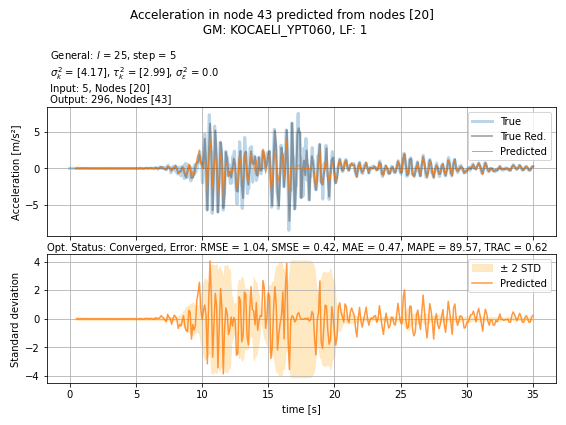 Acceleration in node 43 predicted from nodes [20]
GM: KOCAELI_YPT060, LF: 1
General: l = 25, step = 5
σ²ₖ = [4.17], τ²ₖ = [2.99], σ²ε = 0.0
Input: 5, Nodes [20]
Output: 296, Nodes [43]
Acceleration [m/s²]
5
0
−5
True
True Red.
Predicted
Opt. Status: Converged, Error: RMSE = 1.04, SMSE = 0.42, MAE = 0.47, MAPE = 89.57, TRAC = 0.62
Standard deviation
4
2
0
−2
−4
± 2 STD
Predicted
0 5 10 15 20 25 30 35
time [s]